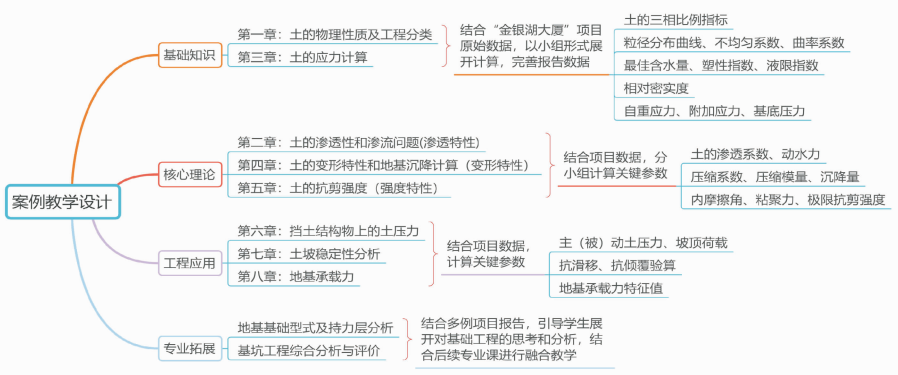 案例教学设计
基础知识
第一章：土的物理性质及工程分类
第三章：土的应力计算
结合“金银湖大厦”项目
原始数据，以小组形式展
开计算，完善报告数据
土的三相比例指标
粒径分布曲线、不均匀系数、曲率系数
最佳含水量、塑性指数、液限指数
相对密实度
自重应力、附加应力、基底压力
核心理论
第二章：土的渗透性和渗流问题(渗透特性)
第四章：土的变形特性和地基沉降计算（变形特性）
第五章：土的抗剪强度（强度特性）
结合项目数据，分
小组计算关键参数
土的渗透系数、动水力
压缩系数、压缩模量、沉降量
内摩擦角、粘聚力、极限抗剪强度
工程应用
第六章：挡土结构物上的土压力
第七章：土坡稳定性分析
第八章：地基承载力
结合项目数据，
计算关键参数
主（被）动土压力、坡顶荷载
抗滑移、抗倾覆验算
地基承载力特征值
专业拓展
地基基础型式及持力层分析
基坑工程综合分析与评价
结合多例项目报告，引导学生展
开对基础工程的思考和分析，结
合后续专业课进行融合教学